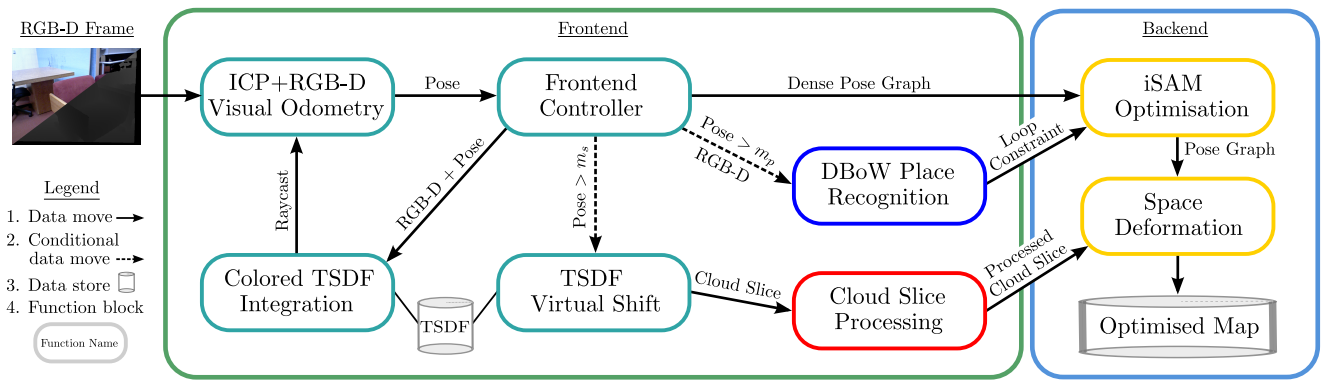 RGB-D Frame
Frontend
Backend
ICP+RGB-D
Visual Odometry
Pose
Frontend
Controller
Dense Pose Graph
iSAM
Optimisation
Raycast
RGB-D + Pose
Pose > m_s
Pose > m_p
RGB-D
DBoW Place
Recognition
Loop
Constraint
Pose Graph
Space
Deformation
Legend
1. Data move
2. Conditional
data move
3. Data store
4. Function block
Function Name
Colored TSDF
Integration
TSDF
TSDF
Virtual Shift
Cloud Slice
Cloud Slice
Processing
Processed
Cloud Slice
Optimised Map